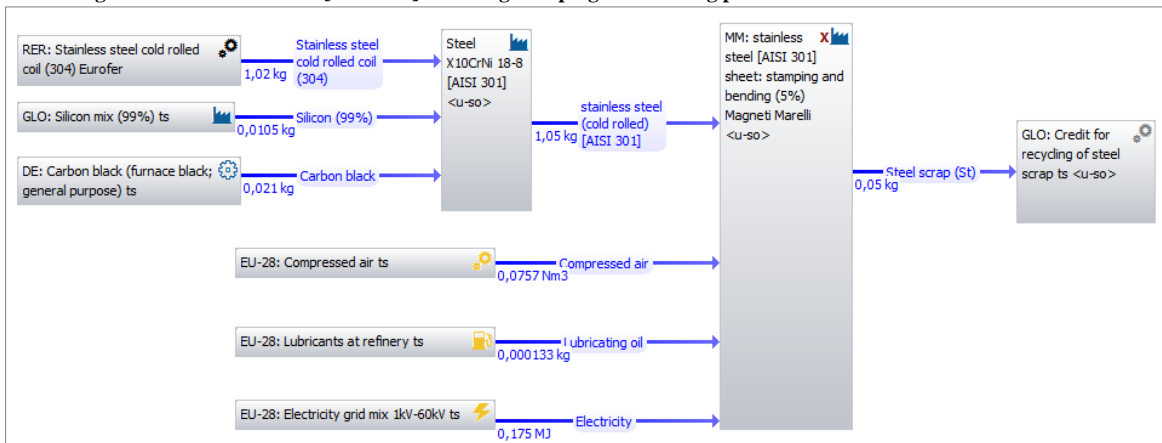 RER: Stainless steel cold rolled
coil (304) Eurofer
1,02 kg
Stainless steel
cold rolled coil
(304)
GLO: Silicon mix (99%) ts
0,0105 kg
Silicon (99%)
DE: Carbon black (furnace black;
general purpose) ts
0,021 kg
Carbon black
Steel
X10CrNi 18-8
[AISI 301]
<u-so>
1,05 kg
stainless steel
(cold rolled)
[AISI 301]
EU-28: Compressed air ts
0,0757 Nm3
Compressed air
EU-28: Lubricants at refinery ts
0,000133 kg
Lubricating oil
EU-28: Electricity grid mix 1kV-60kV ts
0,175 MJ
Electricity
MM: stainless X
steel [AISI 301]
sheet: stamping and
bending (5%)
Magneti Marelli
<u-so>
Steel scrap (St)
0,05 kg
GLO: Credit for
recycling of steel
scrap ts <u-so>